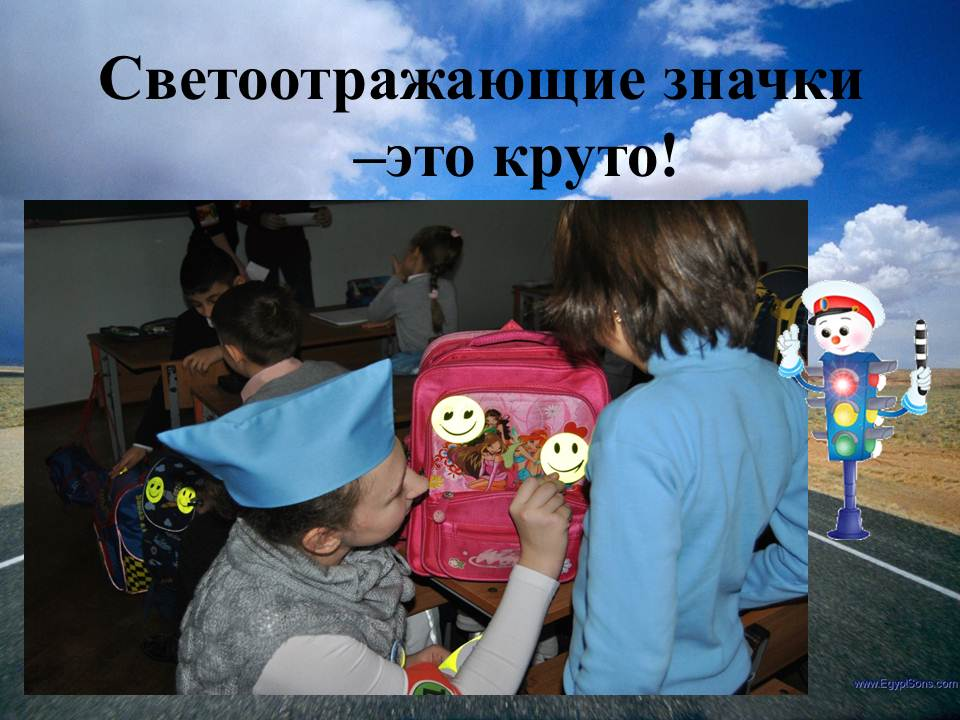 Светоотражающие значки
–это круто!
www.EgyptSons.com